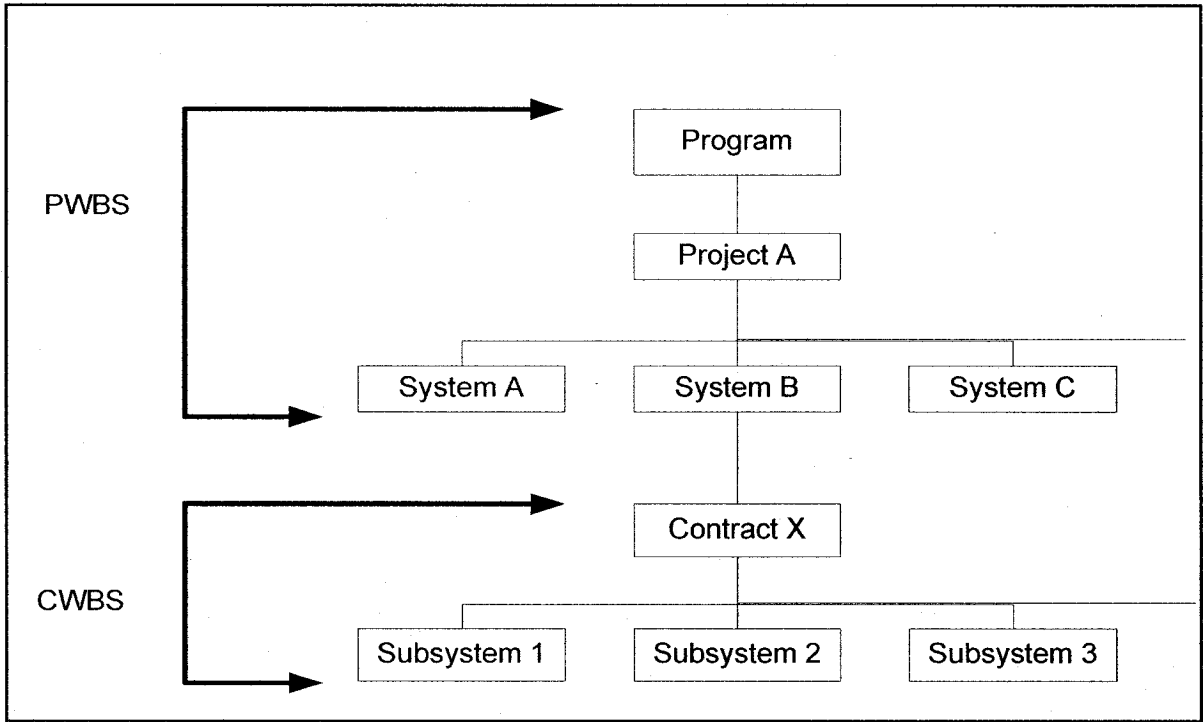 Program
PWBS
Project A
System A
System B
System C
Contract X
CWBS
Subsystem 1
Subsystem 2
Subsystem 3